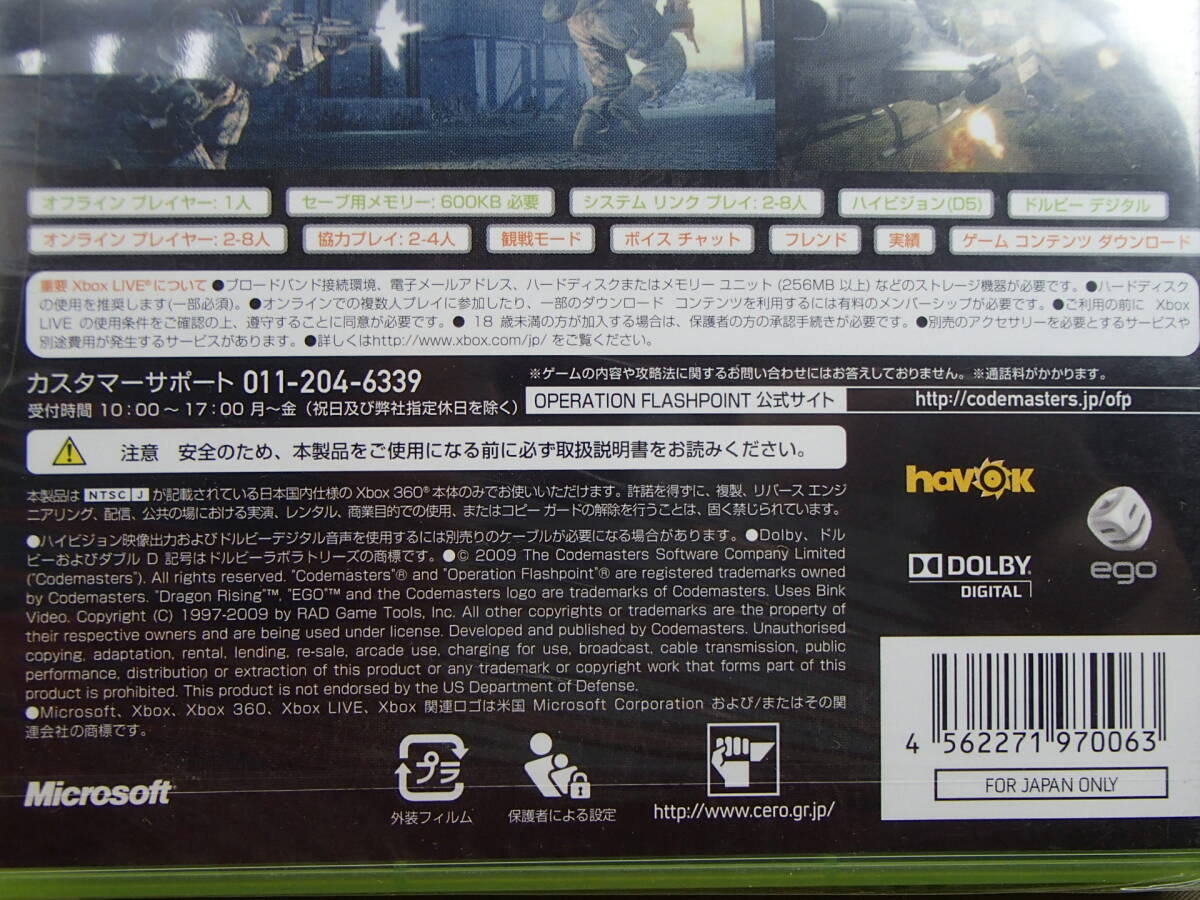 オフライン プレイヤー: 1人
セーブ用メモリー: 600KB 必要
システム リンク プレイ: 2-8人
ハイビジョン(D5)
ドルビー デジタル
オンライン プレイヤー: 2-8人
協力プレイ: 2-4人
観戦モード
ボイス チャット
フレンド
実績
ゲーム コンテンツ ダウンロード
重要 Xbox LIVE®について ●ブロードバンド接続環境、電子メールアドレス、ハードディスクまたはメモリー ユニット (256MB 以上) などのストレージ機器が必要です。●ハードディスク
の使用を推奨します(一部必須)。●オンラインでの複数人プレイに参加したり、一部のダウンロード コンテンツを利用するには有料のメンバーシップが必要です。●ご利用の前に Xbox
LIVE の使用条件をご確認の上、遵守することに同意が必要です。● 18 歳未満の方が加入する場合は、保護者の方の承認手続きが必要です。●別売のアクセサリーを必要とするサービスや
別途費用が発生するサービスがあります。●詳しくはhttp://www.xbox.com/jp/ をご覧ください。
カスタマーサポート 011-204-6339
受付時間 10:00～17:00 月～金（祝日及び弊社指定休日を除く）
※ゲームの内容や攻略法に関するお問い合わせにはお答えしておりません。※通話料がかかります。
OPERATION FLASHPOINT 公式サイト
http://codemasters.jp/ofp
注意 安全のため、本製品をご使用になる前に必ず取扱説明書をお読みください。
本製品は NTSC J が記載されている日本国内仕様の Xbox 360® 本体のみでお使いいただけます。許諾を得ずに、複製、リバース エンジ
ニアリング、配信、公共の場における実演、レンタル、商業目的での使用、またはコピー ガードの解除を行うことは、固く禁じられています。
●ハイビジョン映像出力およびドルビーデジタル音声を使用するには別売りのケーブルが必要になる場合があります。●Dolby、ドル
ビーおよびダブル D 記号はドルビーラボラトリーズの商標です。●© 2009 The Codemasters Software Company Limited
("Codemasters"). All rights reserved. "Codemasters"® and "Operation Flashpoint"® are registered trademarks owned
by Codemasters. "Dragon Rising"™, "EGO"™ and the Codemasters logo are trademarks of Codemasters. Uses Bink
Video. Copyright (C) 1997-2009 by RAD Game Tools, Inc. All other copyrights or trademarks are the property of
their respective owners and are being used under license. Developed and published by Codemasters. Unauthorised
copying, adaptation, rental, lending, re-sale, arcade use, charging for use, broadcast, cable transmission, public
performance, distribution or extraction of this product or any trademark or copyright work that forms part of this
product is prohibited. This product is not endorsed by the US Department of Defense.
●Microsoft、Xbox、Xbox 360、Xbox LIVE、Xbox 関連ロゴは米国 Microsoft Corporation および/またはその関
連会社の商標です。
havok
DOLBY
DIGITAL
ego
4 562271 970063
FOR JAPAN ONLY
Microsoft
プラ
外装フィルム
保護者による設定
http://www.cero.gr.jp/